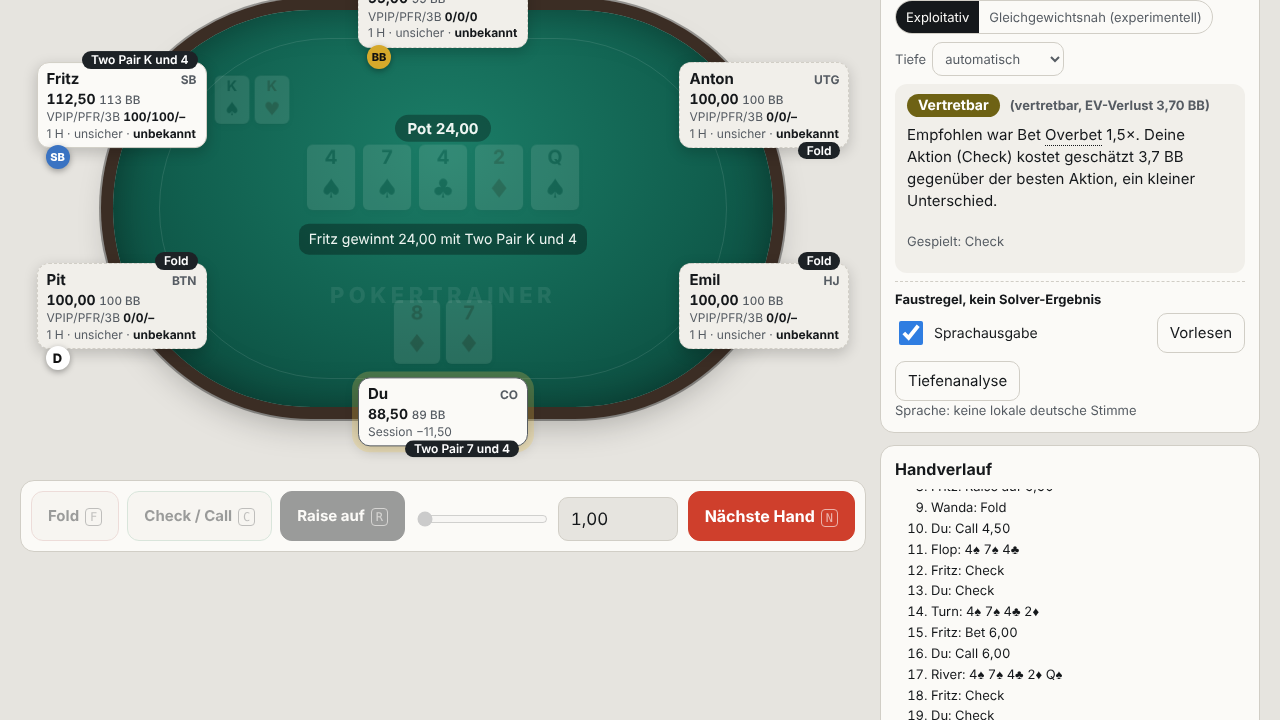 VPIP/PFR/3B 0/0/0
1 H · unsicher · unbekannt
BB
Two Pair K und 4
Fritz SB
112,50 113 BB
VPIP/PFR/3B 100/100/–
1 H · unsicher · unbekannt
SB
K K
♠ ♥
Anton UTG
100,00 100 BB
VPIP/PFR/3B 0/0/–
1 H · unsicher · unbekannt
Fold
Pot 24,00
4 7 4 2 Q
♠ ♠ ♣ ♦ ♠
Fritz gewinnt 24,00 mit Two Pair K und 4
Fold
Pit BTN
100,00 100 BB
VPIP/PFR/3B 0/0/–
1 H · unsicher · unbekannt
D
Fold
Emil HJ
100,00 100 BB
VPIP/PFR/3B 0/0/–
1 H · unsicher · unbekannt
POKERTRAINER
8 7
♦ ♦
Du CO
88,50 89 BB
Session −11,50
Two Pair 7 und 4
Fold F
Check / Call C
Raise auf R
1,00
Nächste Hand N
Exploitativ Gleichgewichtsnah (experimentell)
Tiefe automatisch
Vertretbar (vertretbar, EV-Verlust 3,70 BB)
Empfohlen war Bet Overbet 1,5×. Deine
Aktion (Check) kostet geschätzt 3,7 BB
gegenüber der besten Aktion, ein kleiner
Unterschied.
Gespielt: Check
Faustregel, kein Solver-Ergebnis
Sprachausgabe Vorlesen
Tiefenanalyse
Sprache: keine lokale deutsche Stimme
Handverlauf
9. Wanda: Fold
10. Du: Call 4,50
11. Flop: 4♠ 7♠ 4♣
12. Fritz: Check
13. Du: Check
14. Turn: 4♠ 7♠ 4♣ 2♦
15. Fritz: Bet 6,00
16. Du: Call 6,00
17. River: 4♠ 7♠ 4♣ 2♦ Q♠
18. Fritz: Check
19. Du: Check